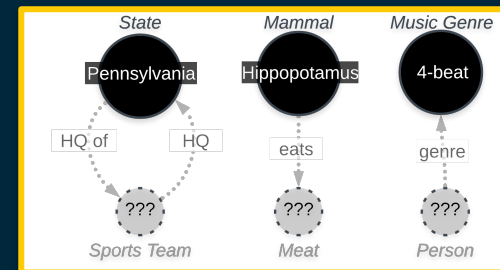 State Mammal Music Genre
Pennsylvania Hippopotamus 4-beat
HQ of HQ eats genre
??? ??? ???
Sports Team Meat Person